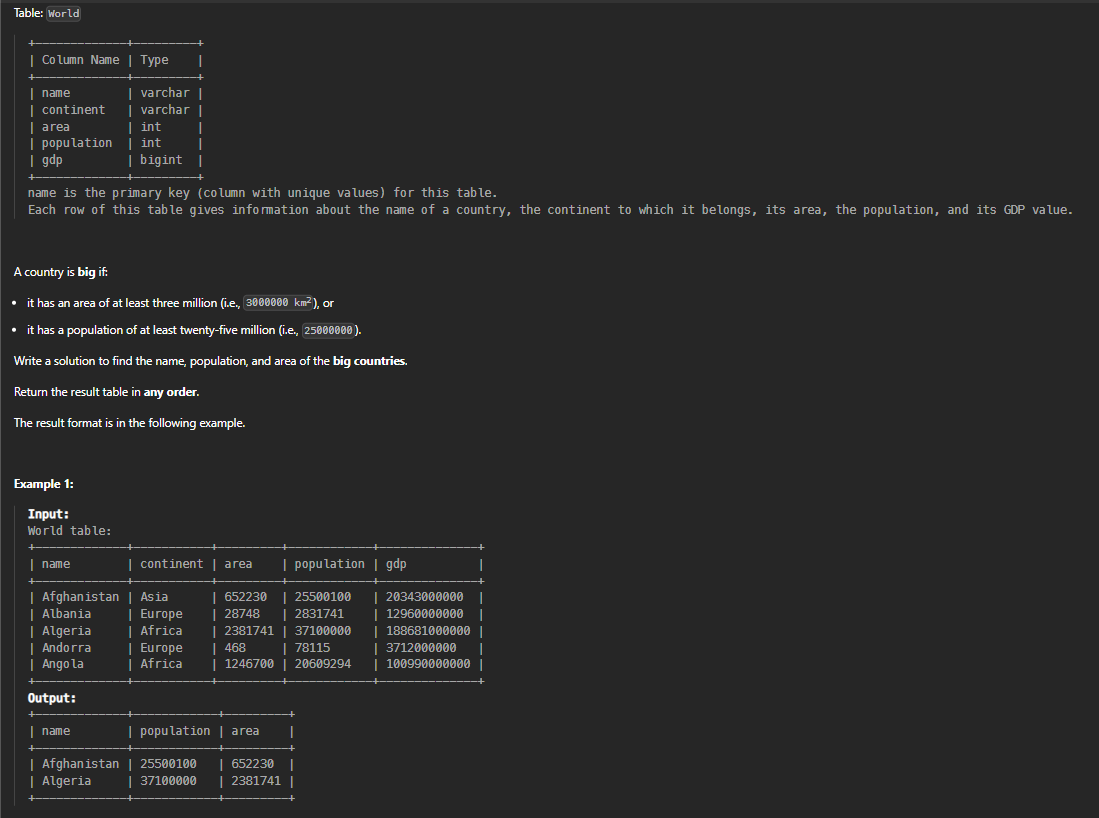 Table: World
+-------------+---------+
| Column Name | Type    |
+-------------+---------+
| name        | varchar |
| continent   | varchar |
| area        | int     |
| population  | int     |
| gdp         | bigint  |
+-------------+---------+
name is the primary key (column with unique values) for this table.
Each row of this table gives information about the name of a country, the continent to which it belongs, its area, the population, and its GDP value.
A country is big if:
• it has an area of at least three million (i.e., 3000000 km²), or
• it has a population of at least twenty-five million (i.e., 25000000).
Write a solution to find the name, population, and area of the big countries.
Return the result table in any order.
The result format is in the following example.
Example 1:
Input:
World table:
+-------------+-----------+---------+------------+--------------+
| name        | continent | area    | population | gdp          |
+-------------+-----------+---------+------------+--------------+
| Afghanistan | Asia      | 652230  | 25500100   | 20343000000  |
| Albania     | Europe    | 28748   | 2831741    | 12960000000  |
| Algeria     | Africa    | 2381741 | 37100000   | 188681000000 |
| Andorra     | Europe    | 468     | 78115      | 3712000000   |
| Angola      | Africa    | 1246700 | 20609294   | 100990000000 |
+-------------+-----------+---------+------------+--------------+
Output:
+-------------+------------+---------+
| name        | population | area    |
+-------------+------------+---------+
| Afghanistan | 25500100   | 652230  |
| Algeria     | 37100000   | 2381741 |
+-------------+------------+---------+